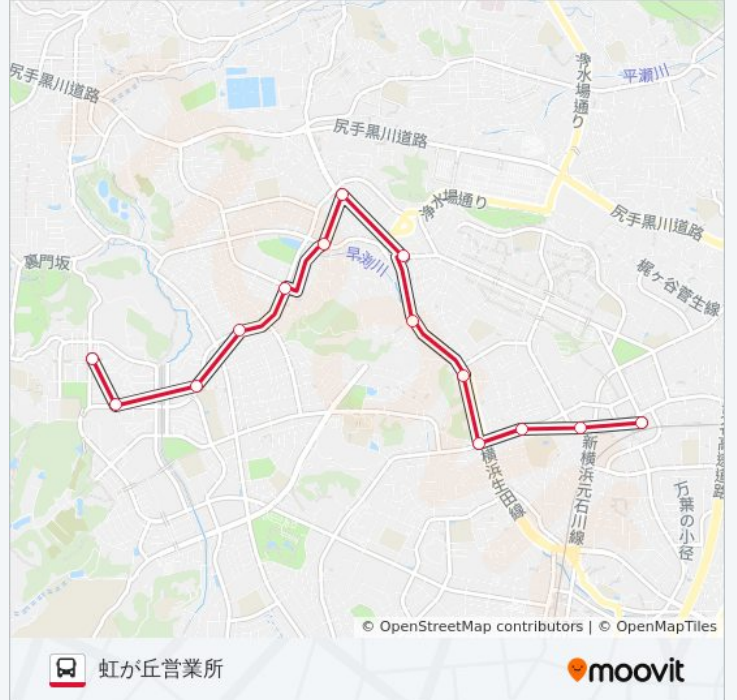 浄水場通り
平瀬川
尻手黒川道路
尻手黒川道路
浄水場通り
尻手黒川道路
早渕川
裏門坂
梶ヶ谷菅生線
横浜生田線
新横浜元石川線
万葉の小径
© OpenStreetMap contributors | © OpenMapTiles
虹が丘営業所
moovit